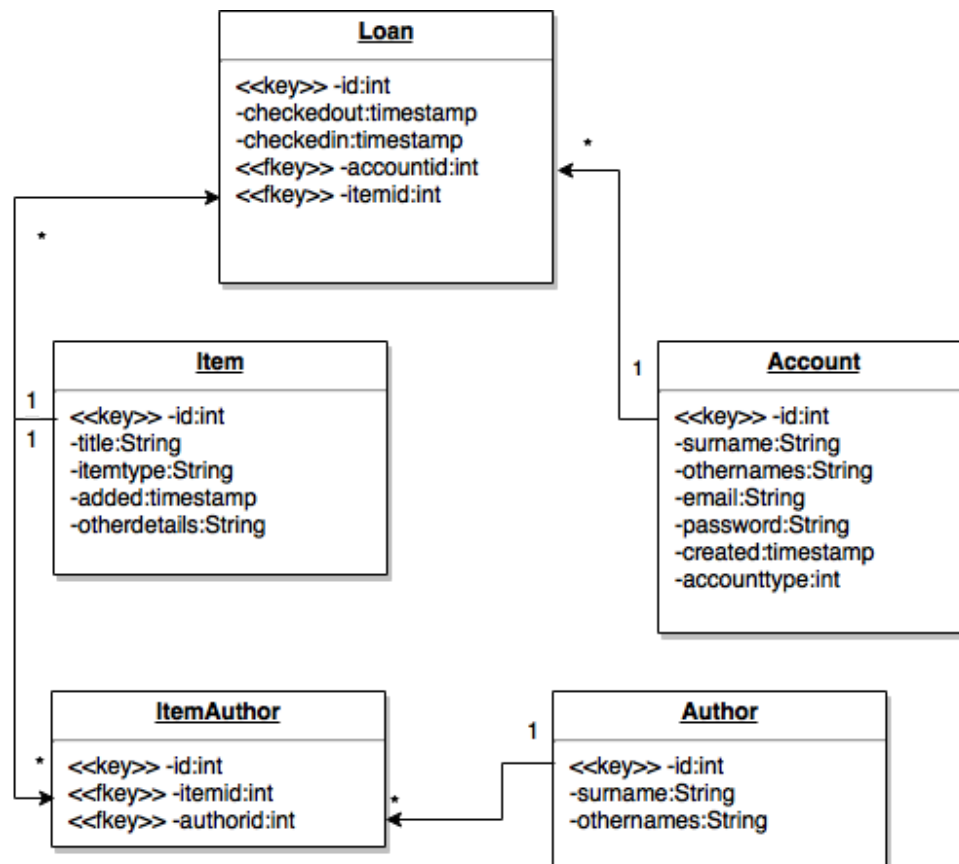 Loan
<<key>> -id:int
-checkedout:timestamp
-checkedin:timestamp
<<fkey>> -accountid:int
<<fkey>> -itemid:int
*
*
Item
<<key>> -id:int
-title:String
-itemtype:String
-added:timestamp
-otherdetails:String
1
1
1
Account
<<key>> -id:int
-surname:String
-othernames:String
-email:String
-password:String
-created:timestamp
-accounttype:int
ItemAuthor
<<key>> -id:int
<<fkey>> -itemid:int
<<fkey>> -authorid:int
*
*
1
Author
<<key>> -id:int
-surname:String
-othernames:String